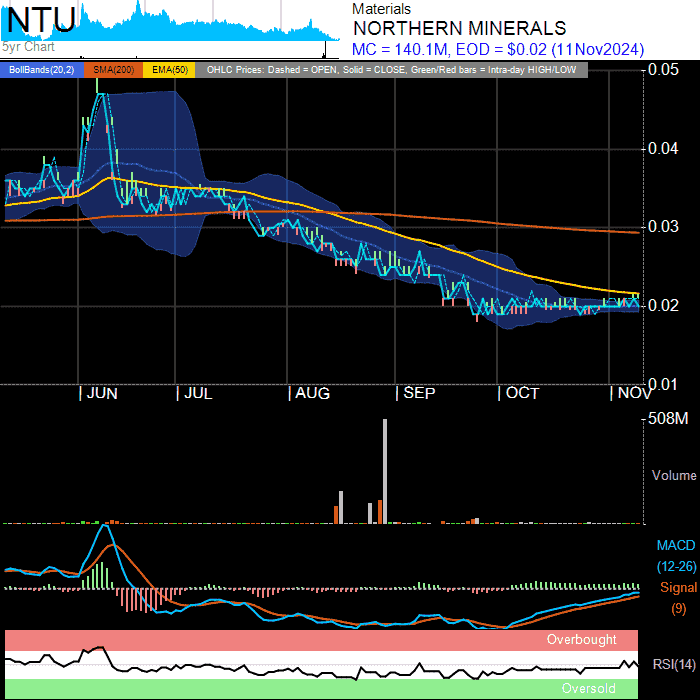 NTU
5yr Chart
Materials
NORTHERN MINERALS
MC = 140.1M, EOD = $0.02 (11Nov2024)
BollBands(20,2) SMA(200) EMA(50) OHLC Prices: Dashed = OPEN, Solid = CLOSE, Green/Red bars = Intra-day HIGH/LOW
0.05
0.04
0.03
0.02
0.01
| JUN | JUL | AUG | SEP | OCT | NOV
508M
Volume
MACD
(12-26)
Signal
(9)
Overbought
RSI(14)
Oversold